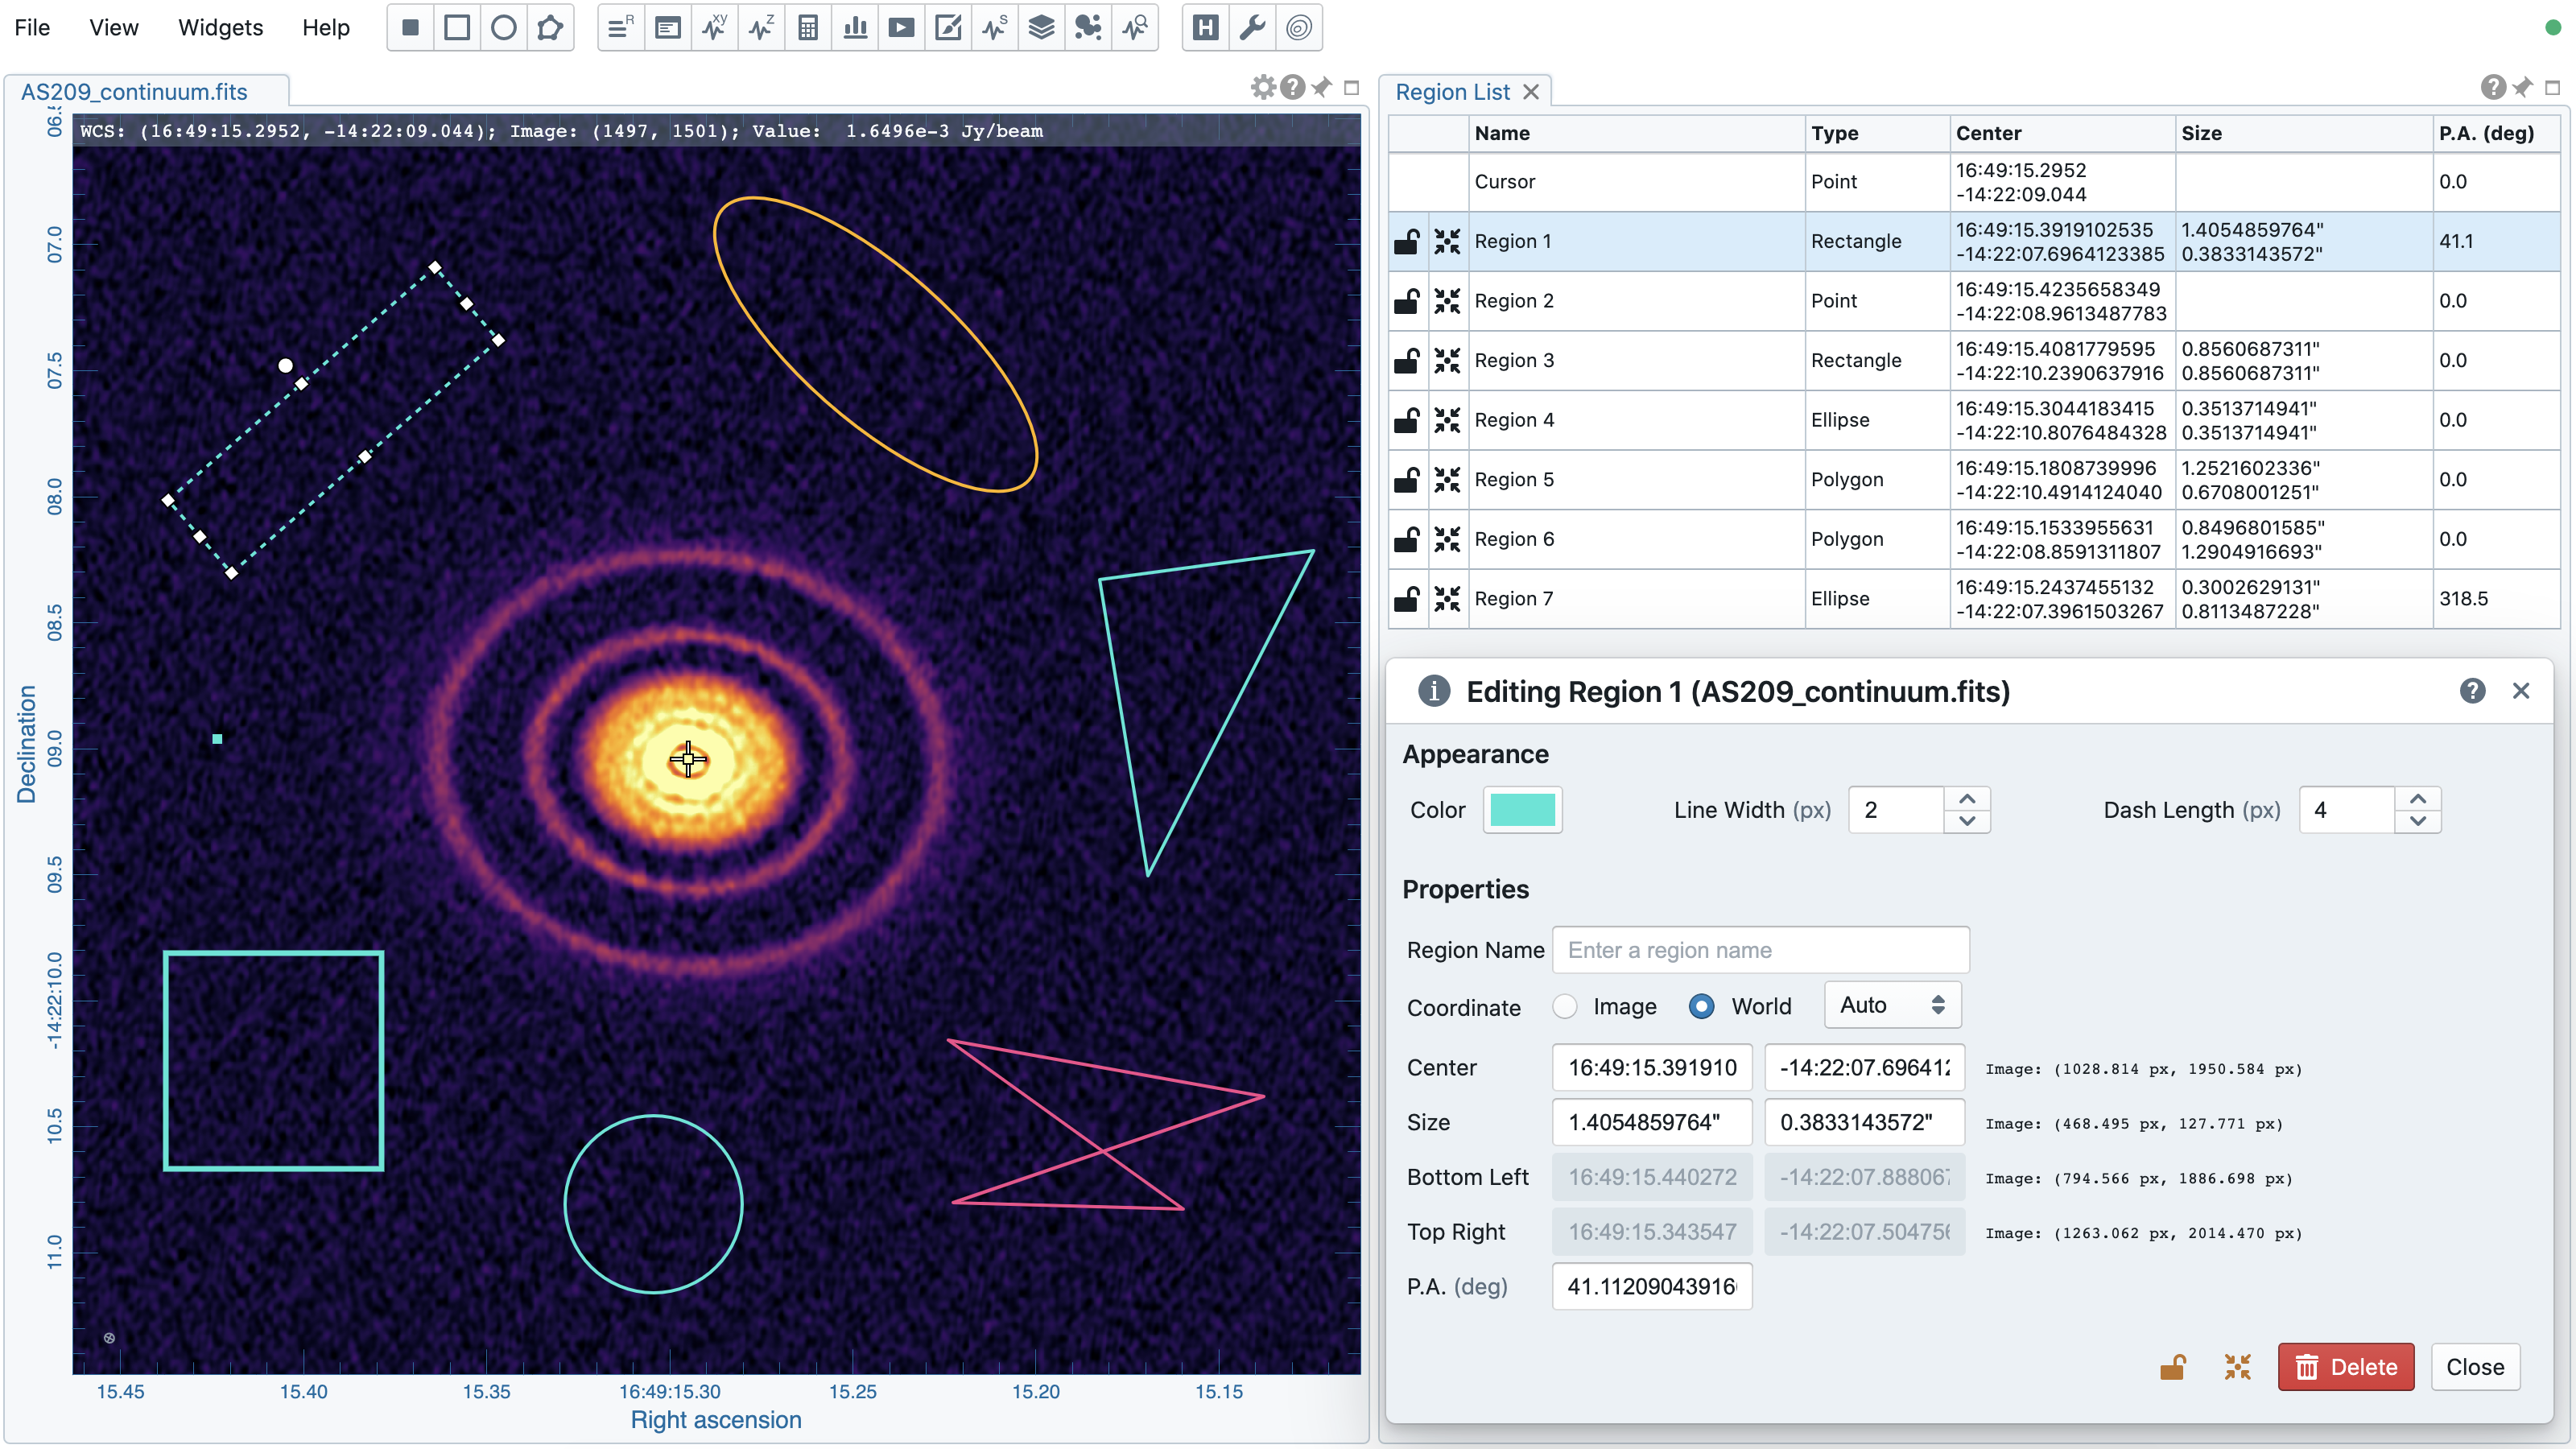 File View Widgets Help
AS209_continuum.fits
WCS: (16:49:15.2952, -14:22:09.044); Image: (1497, 1501); Value: 1.6496e-3 Jy/beam
07.0
07.5
08.0
08.5
09.0
09.5
-14:22:10.0
10.5
11.0
Declination
15.45 15.40 15.35 16:49:15.30 15.25 15.20 15.15
Right ascension
Region List
Name Type Center Size P.A. (deg)
Cursor Point 16:49:15.2952 0.0
-14:22:09.044
Region 1 Rectangle 16:49:15.3919102535 1.4054859764" 41.1
-14:22:07.6964123385 0.3833143572"
Region 2 Point 16:49:15.4235658349 0.0
-14:22:08.9613487783
Region 3 Rectangle 16:49:15.4081779595 0.8560687311" 0.0
-14:22:10.2390637916 0.8560687311"
Region 4 Ellipse 16:49:15.3044183415 0.3513714941" 0.0
-14:22:10.8076484328 0.3513714941"
Region 5 Polygon 16:49:15.1808739996 1.2521602336" 0.0
-14:22:10.4914124040 0.6708001251"
Region 6 Polygon 16:49:15.1533955631 0.8496801585" 0.0
-14:22:08.8591311807 1.2904916693"
Region 7 Ellipse 16:49:15.2437455132 0.3002629131" 318.5
-14:22:07.3961503267 0.8113487228"
Editing Region 1 (AS209_continuum.fits)
Appearance
Color Line Width (px) 2 Dash Length (px) 4
Properties
Region Name Enter a region name
Coordinate Image World Auto
Center 16:49:15.391910 -14:22:07.696412 Image: (1028.814 px, 1950.584 px)
Size 1.4054859764" 0.3833143572" Image: (468.495 px, 127.771 px)
Bottom Left 16:49:15.440272 -14:22:07.888067 Image: (794.566 px, 1886.698 px)
Top Right 16:49:15.343547 -14:22:07.504756 Image: (1263.062 px, 2014.470 px)
P.A. (deg) 41.11209043916
Delete Close